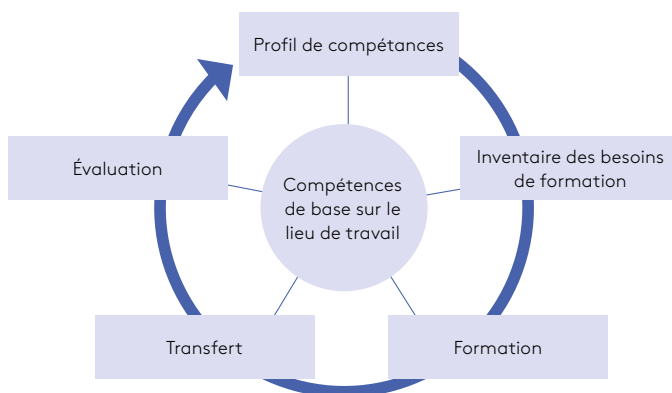 Profil de compétances
Inventaire des besoins
de formation
Évaluation
Compétences
de base sur le
lieu de travail
Transfert
Formation